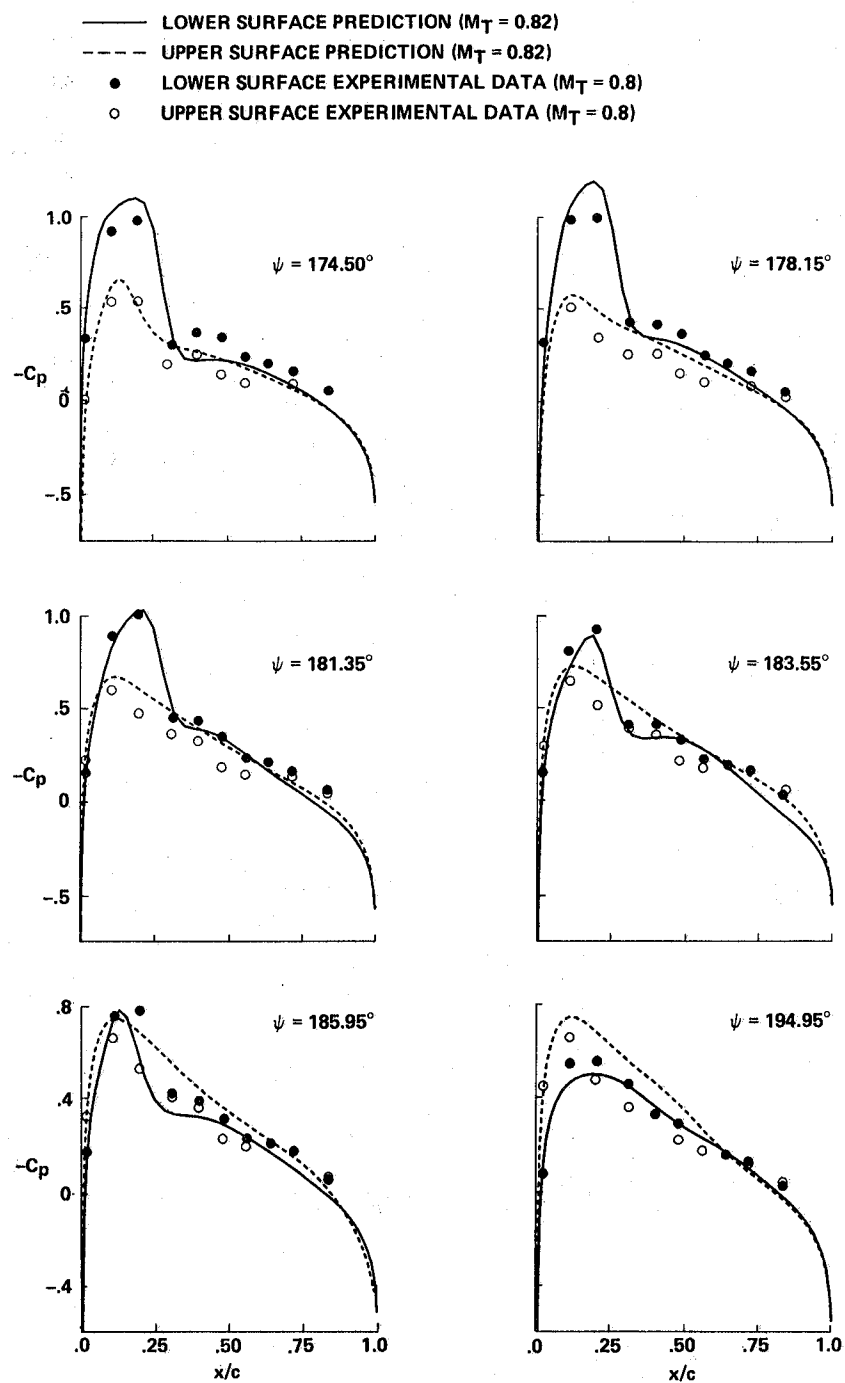 LOWER SURFACE PREDICTION (MT = 0.82)
UPPER SURFACE PREDICTION (MT = 0.82)
LOWER SURFACE EXPERIMENTAL DATA (MT = 0.8)
UPPER SURFACE EXPERIMENTAL DATA (MT = 0.8)
1.0
.5
-Cp
0
-.5
ψ = 174.50°
ψ = 178.15°
1.0
.5
-Cp
0
-.5
ψ = 181.35°
ψ = 183.55°
.8
.4
-Cp
0
-.4
ψ = 185.95°
ψ = 194.95°
.0 .25 .50 .75 1.0
x/c
.0 .25 .50 .75 1.0
x/c